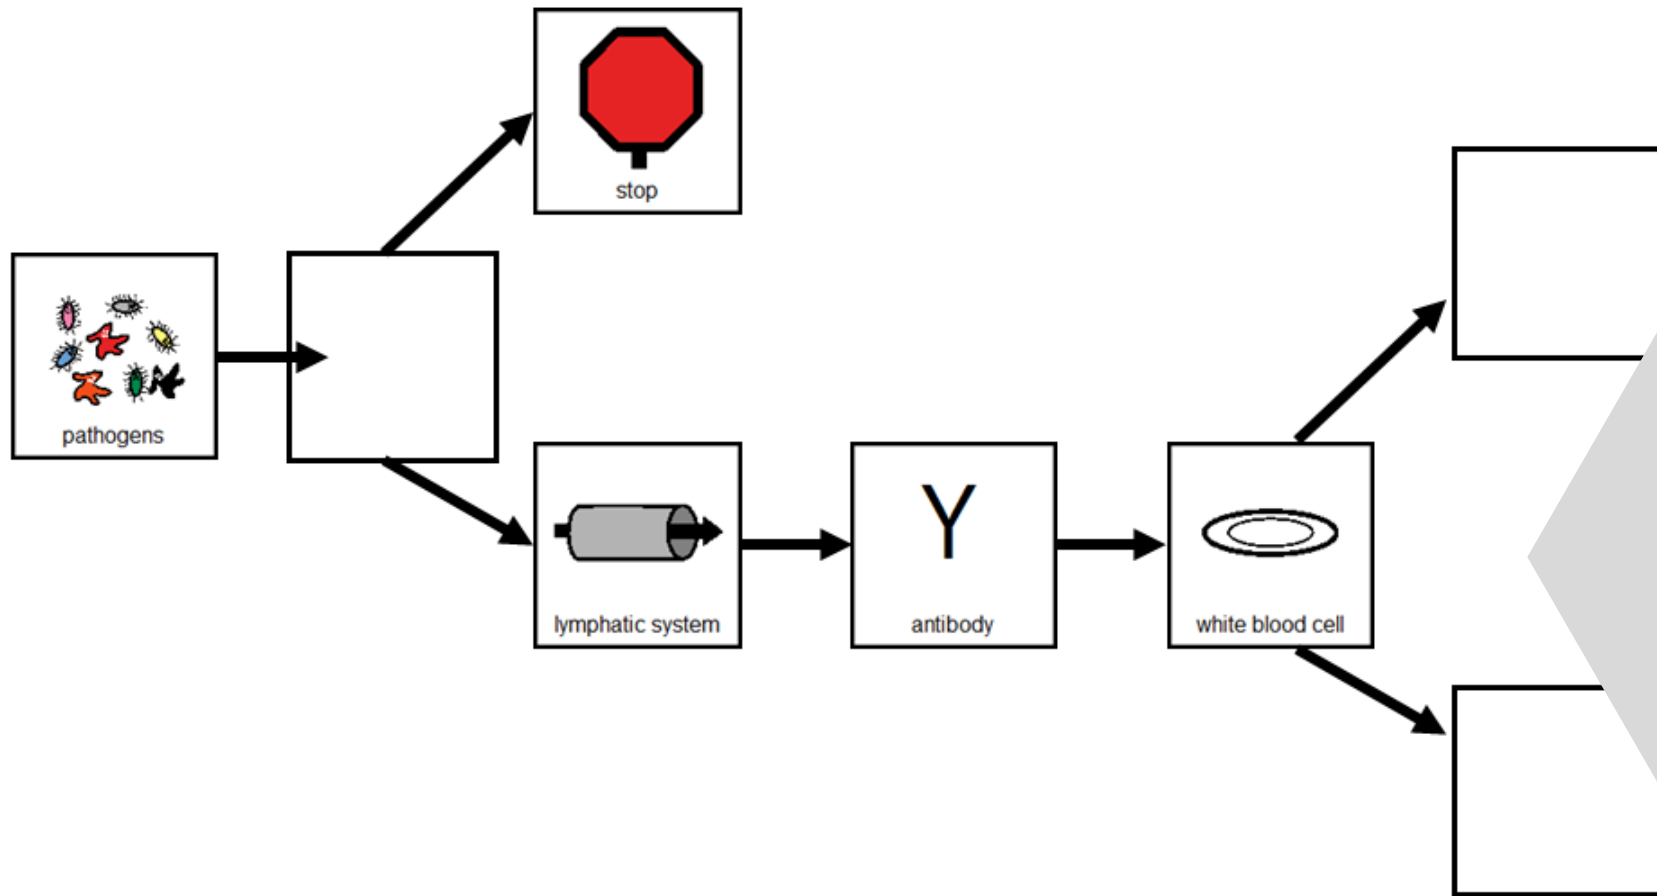 stop
pathogens
lymphatic system
Y
antibody
white blood cell